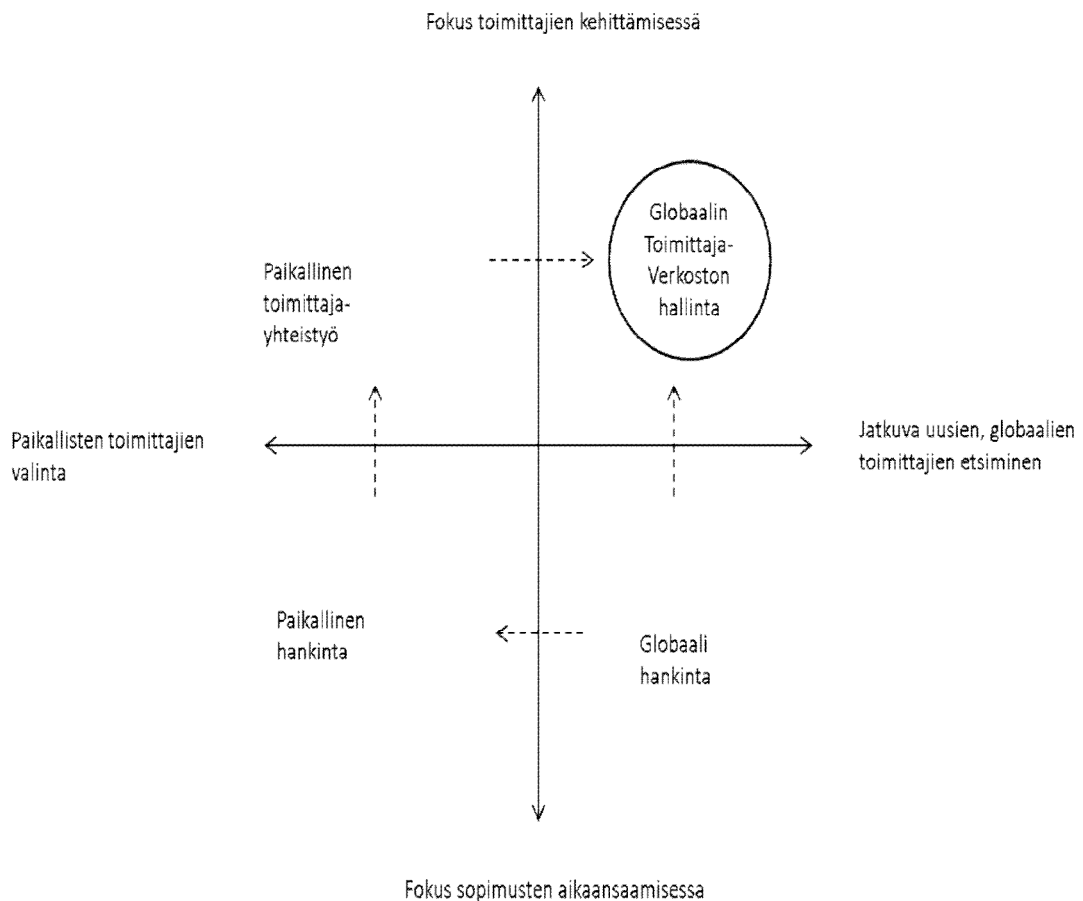 Fokus toimittajien kehittämisessä
Globaalin
Toimittaja-
Verkoston
hallinta
Paikallinen
toimittaja-
yhteistyö
Paikallisten toimittajien
valinta
Jatkuva uusien, globaalien
toimittajien etsiminen
Paikallinen
hankinta
Globaali
hankinta
Fokus sopimusten aikaansaamisessa